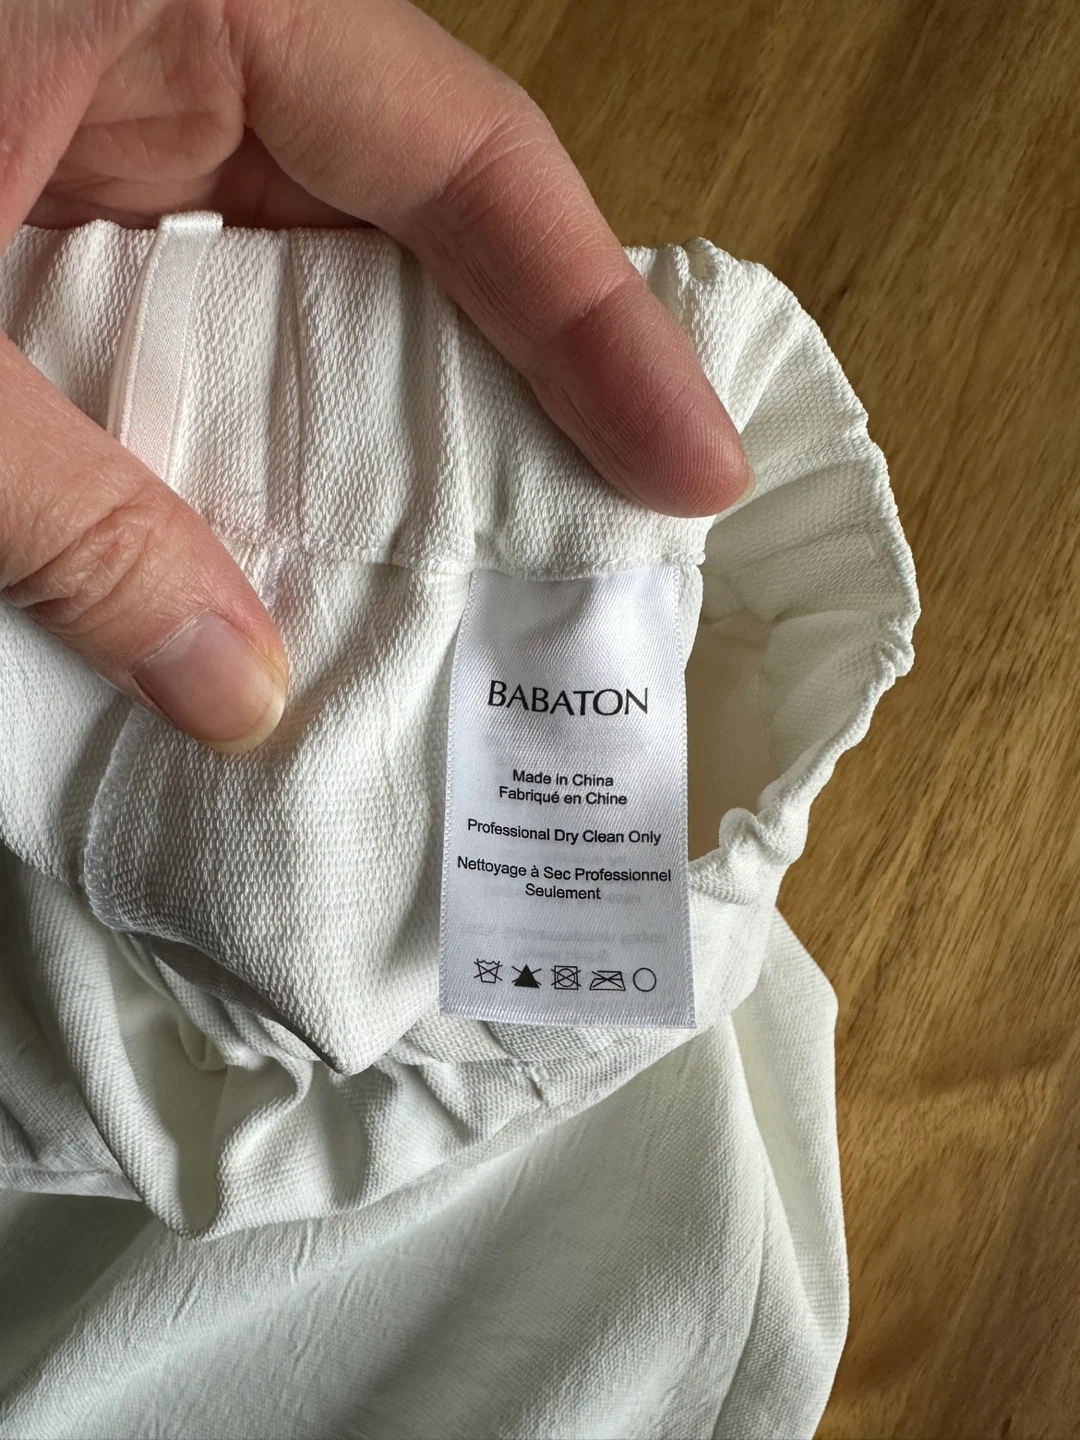 BABATON
Made in China
Fabriqué en Chine
Professional Dry Clean Only
Nettoyage à Sec Professionnel
Seulement